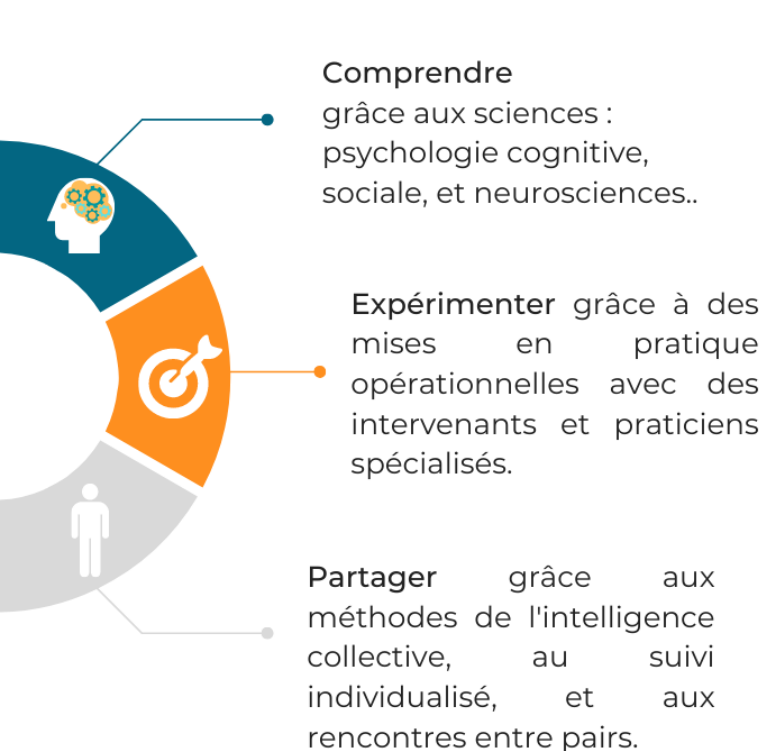 Comprendre
grâce aux sciences :
psychologie cognitive,
sociale, et neurosciences..
Expérimenter grâce à des
mises en pratique
opérationnelles avec des
intervenants et praticiens
spécialisés.
Partager grâce aux
méthodes de l'intelligence
collective, au suivi
individualisé, et aux
rencontres entre pairs.